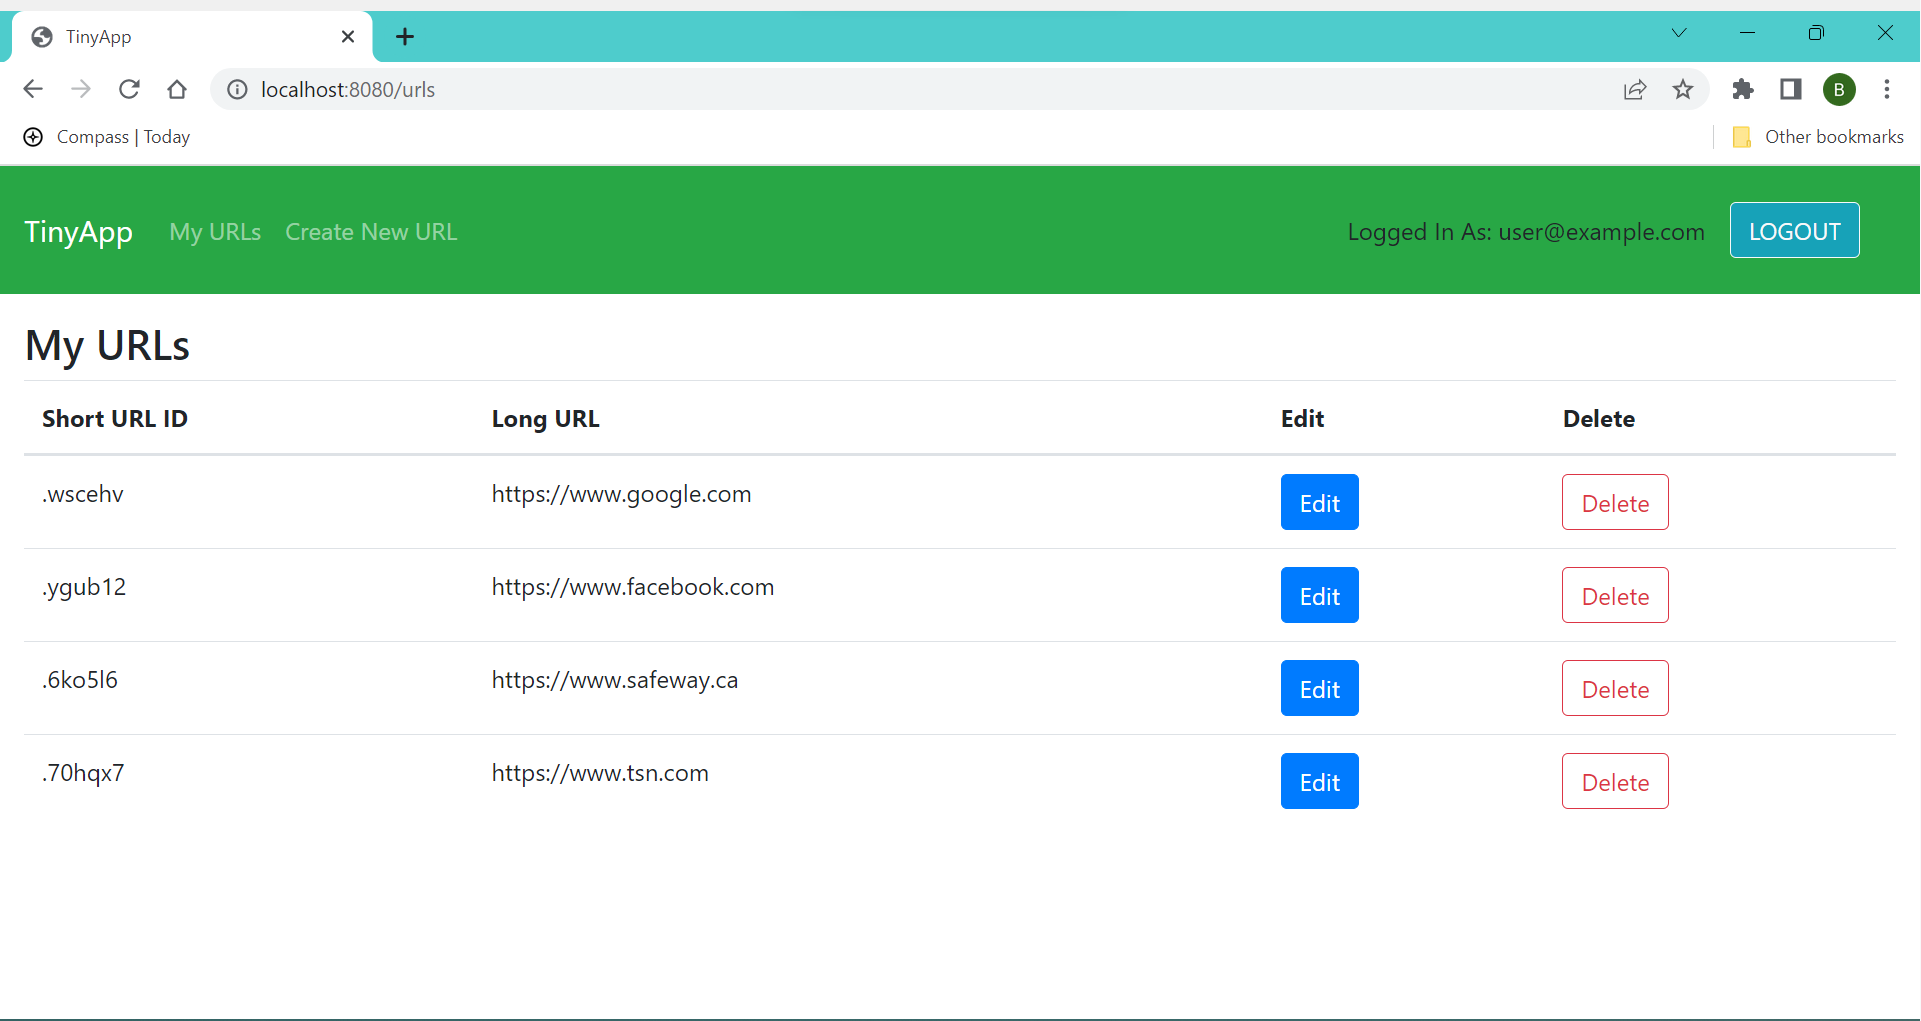 TinyApp
localhost:8080/urls
B
Compass | Today
Other bookmarks
TinyApp My URLs Create New URL Logged In As: user@example.com LOGOUT
My URLs
Short URL ID Long URL Edit Delete
.wscehv https://www.google.com Edit Delete
.ygub12 https://www.facebook.com Edit Delete
.6ko5l6 https://www.safeway.ca Edit Delete
.70hqx7 https://www.tsn.com Edit Delete